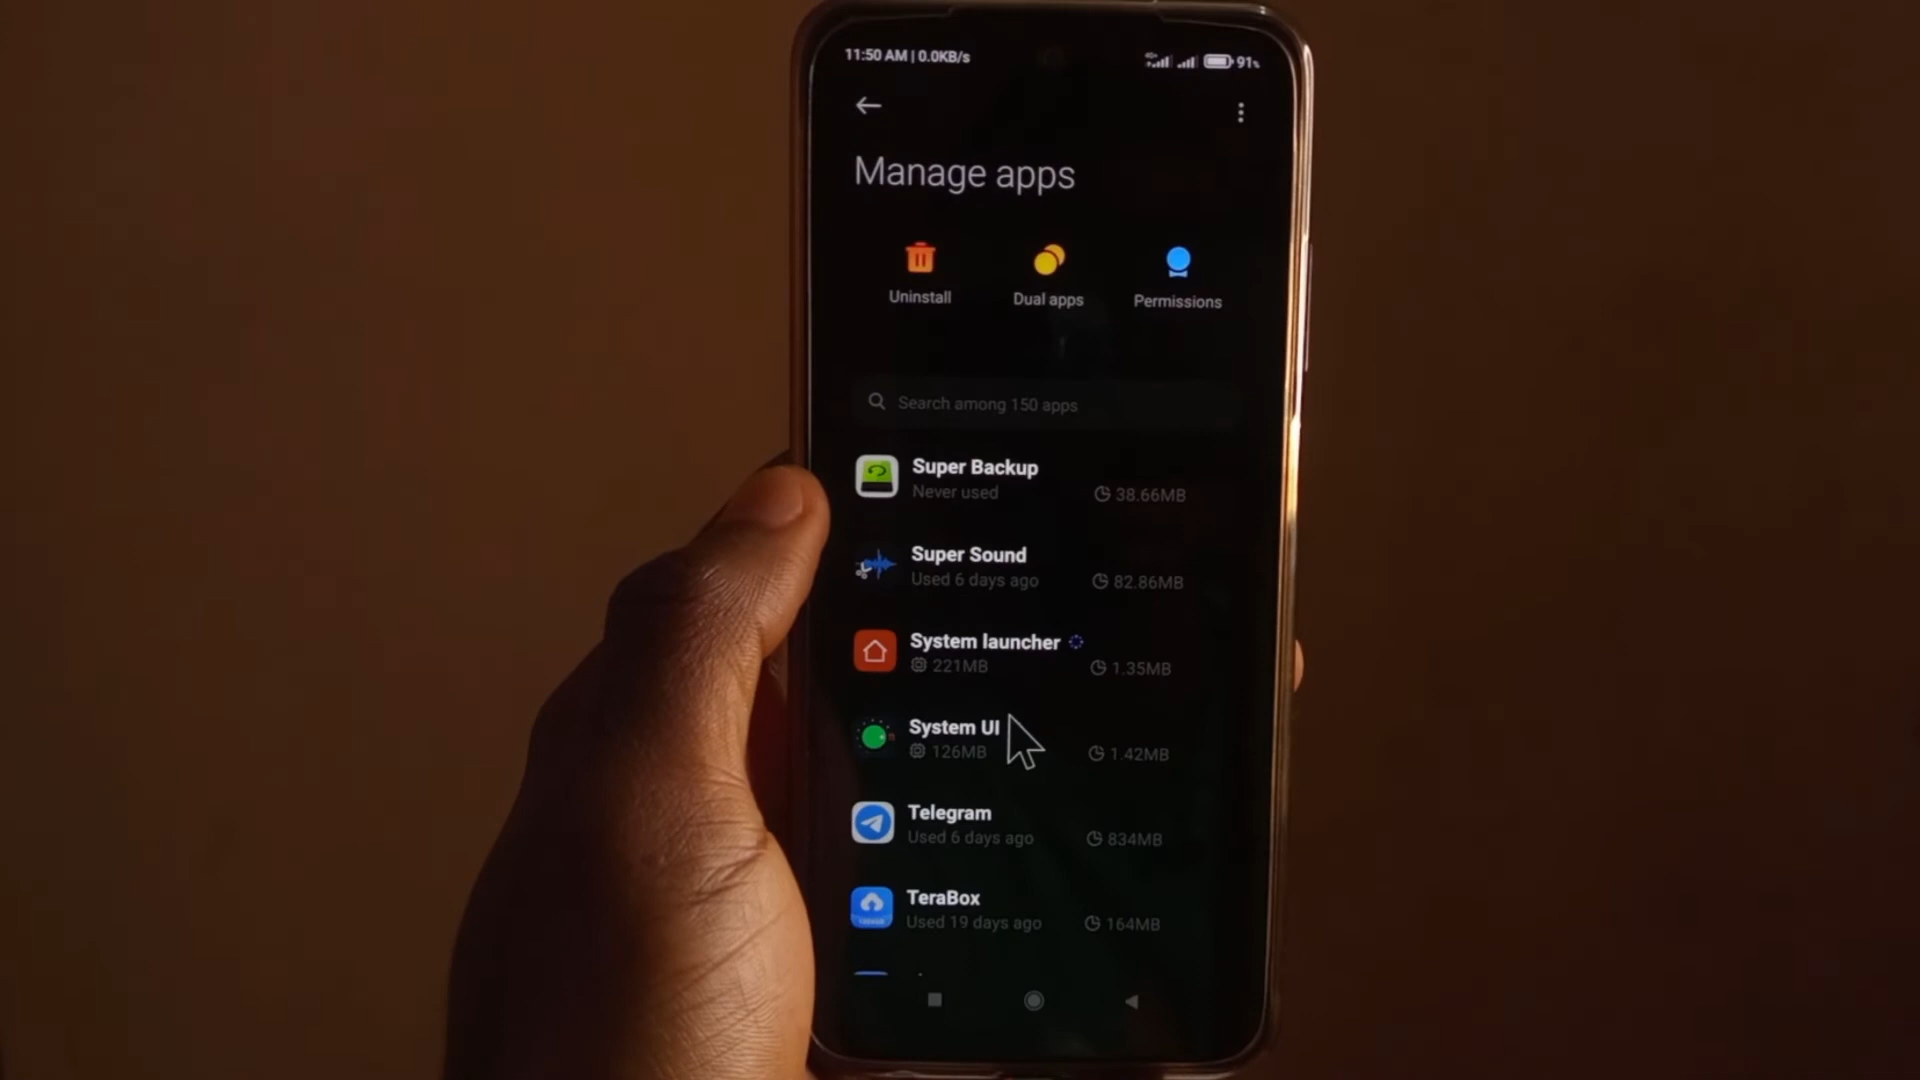 11:50 AM | 0.0KB/s
91%
Manage apps
Uninstall
Dual apps
Permissions
Search among 150 apps
Super Backup
Never used
38.66MB
Super Sound
Used 6 days ago
82.86MB
System launcher
221MB
1.35MB
System UI
126MB
1.42MB
Telegram
Used 6 days ago
834MB
TeraBox
Used 19 days ago
164MB